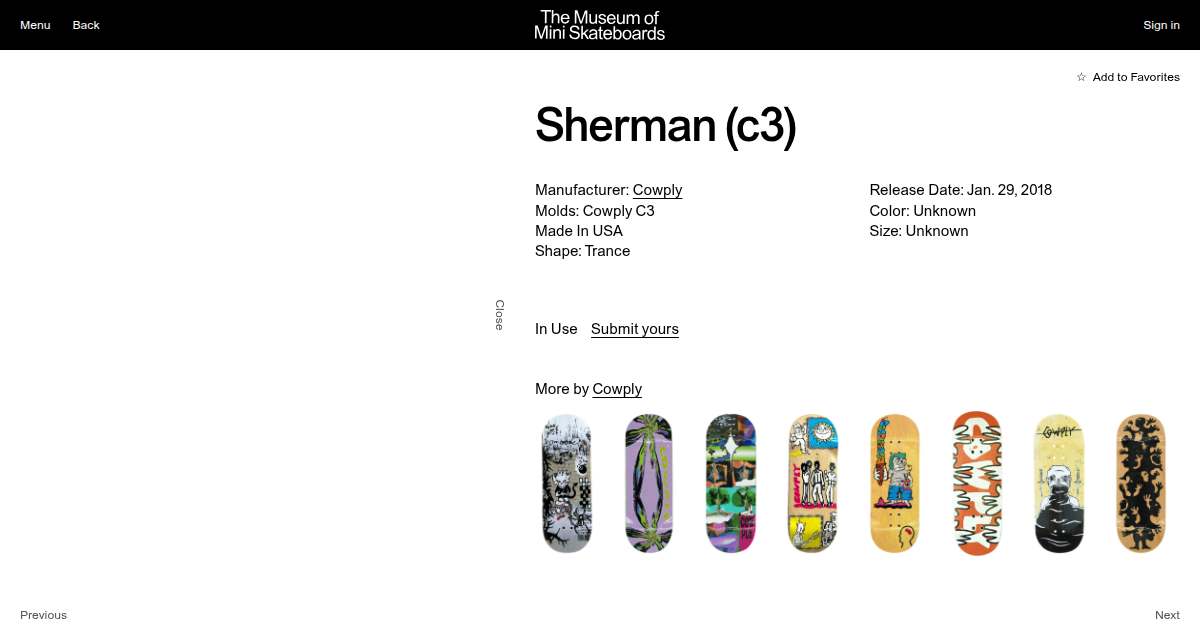 Menu Back
The Museum of
Mini Skateboards
Sign in
☆ Add to Favorites
Sherman (c3)
Manufacturer: Cowply
Molds: Cowply C3
Made In USA
Shape: Trance
Release Date: Jan. 29, 2018
Color: Unknown
Size: Unknown
Close
In Use Submit yours
More by Cowply
COWPLY
COWPLY
COWPLY
Previous
Next